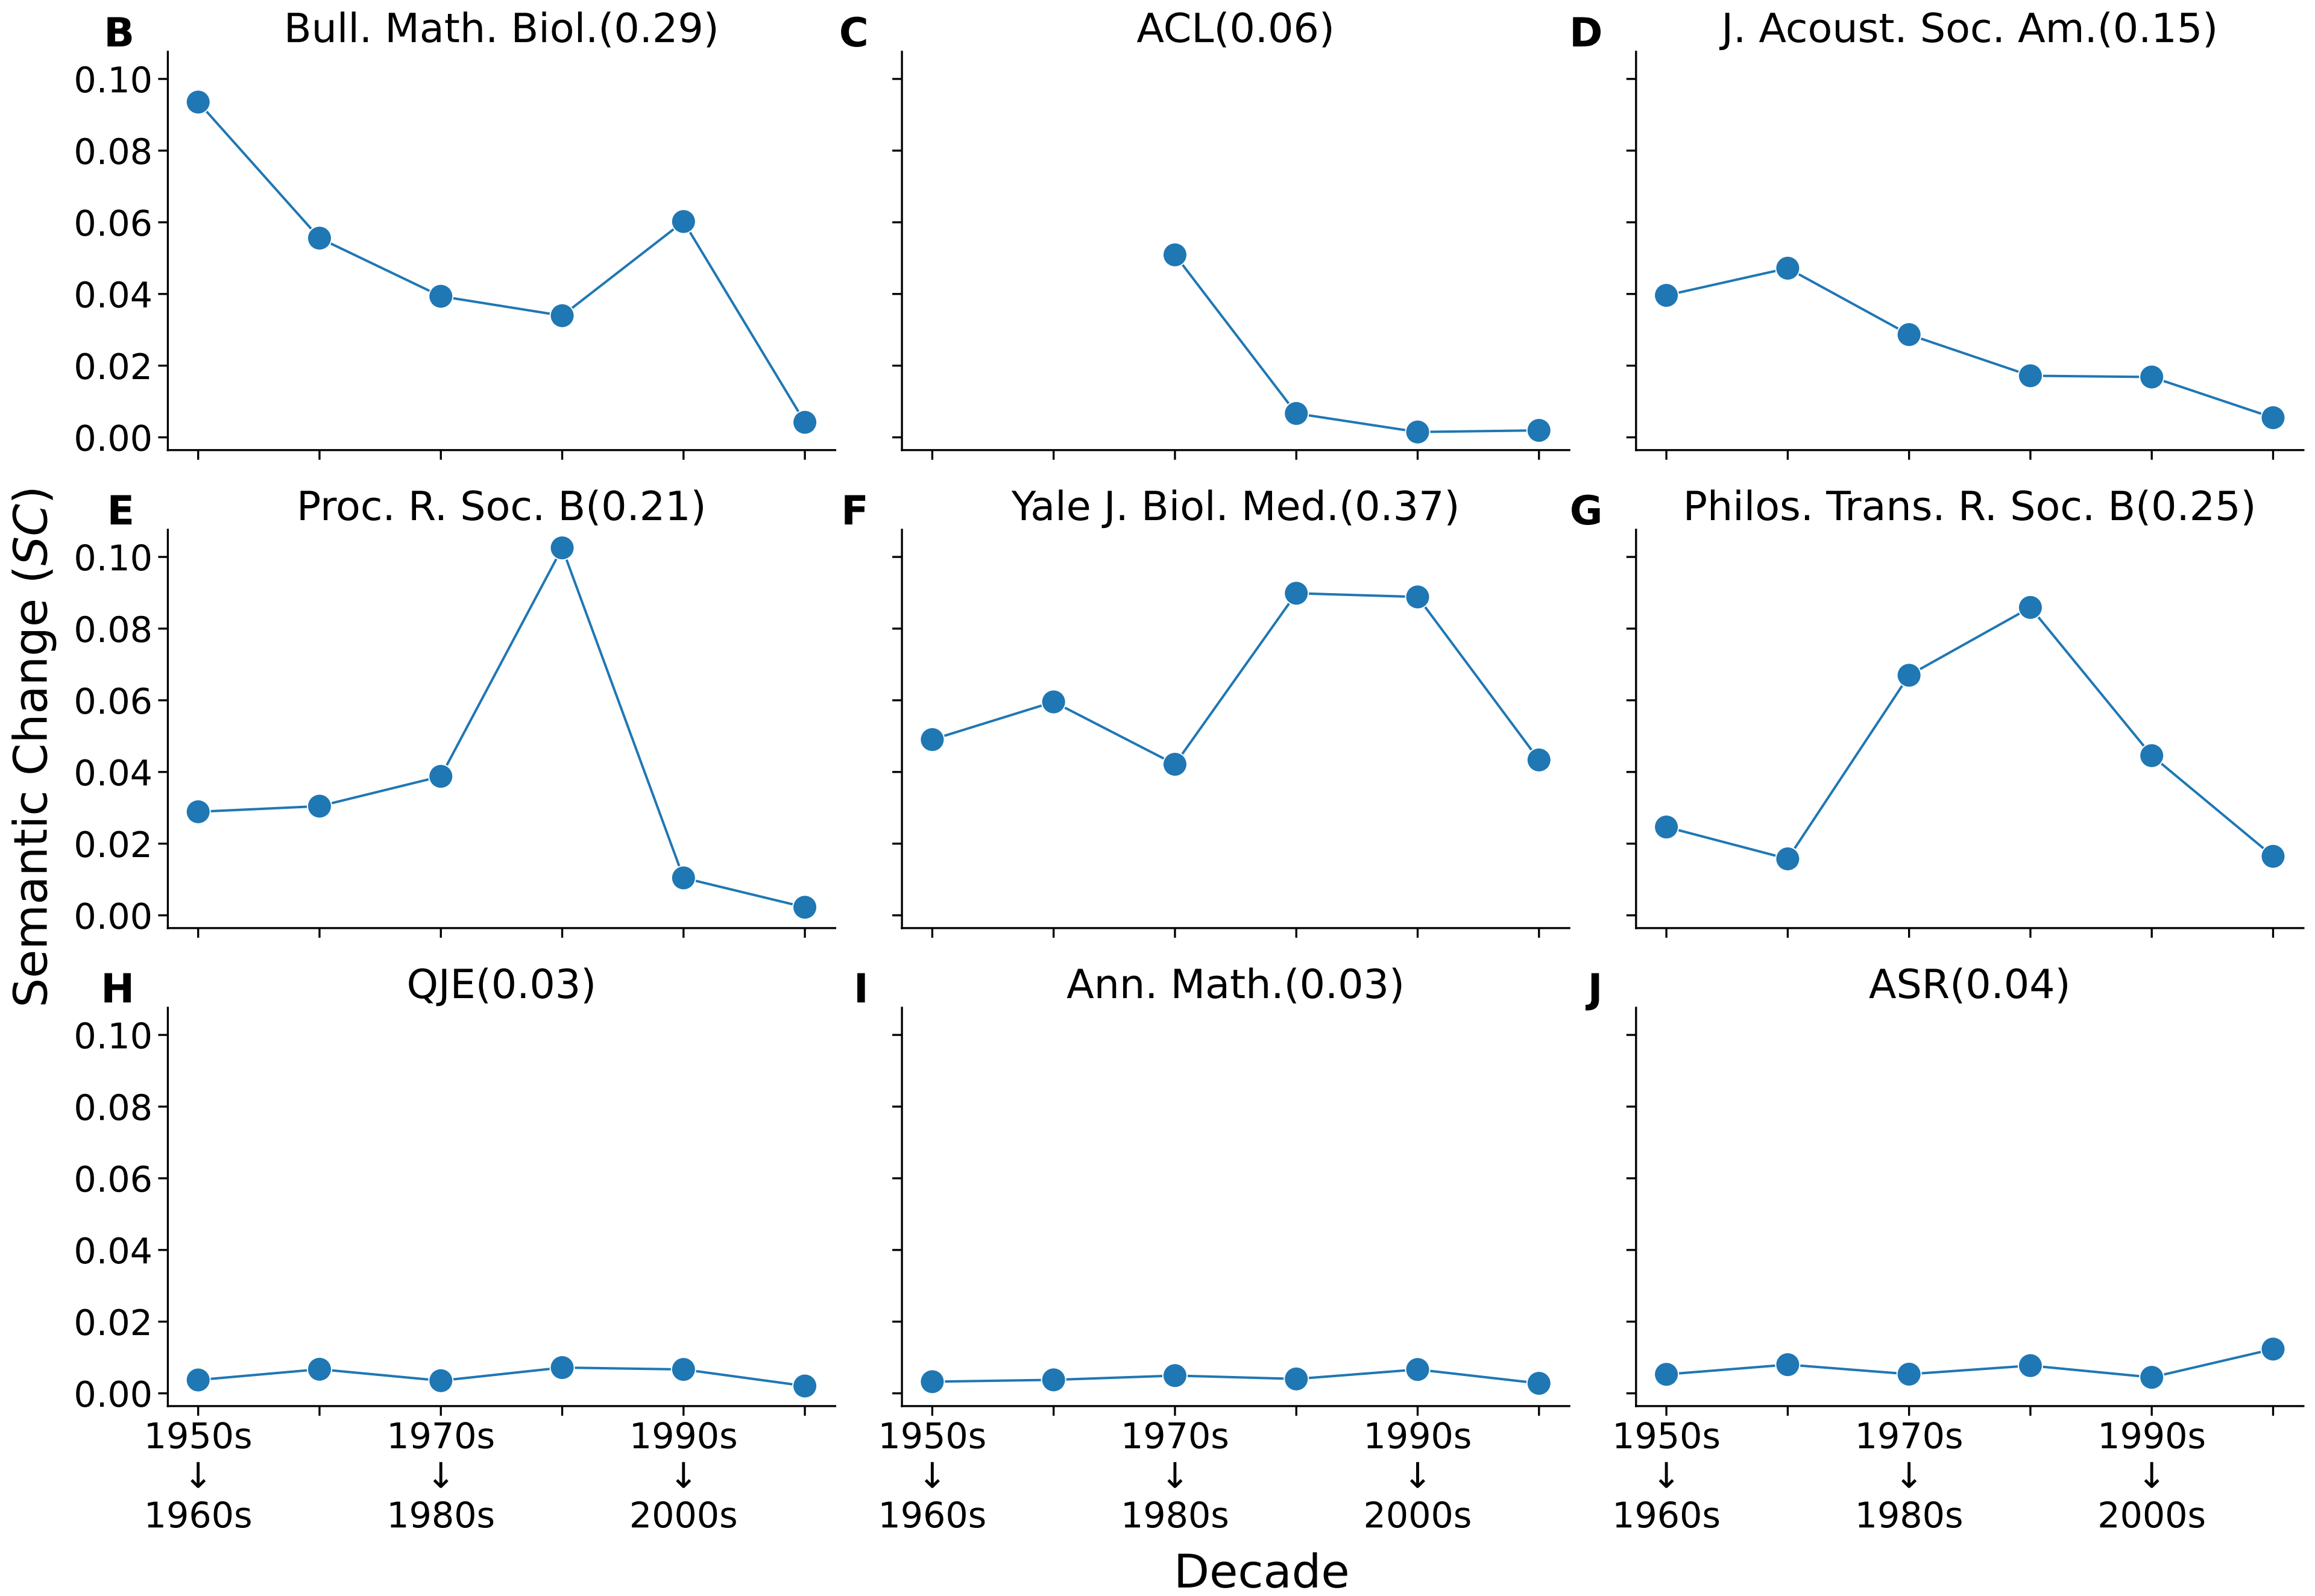 B Bull. Math. Biol.(0.29)
C ACL(0.06)
D J. Acoust. Soc. Am.(0.15)
0.10
0.08
0.06
0.04
0.02
0.00
E Proc. R. Soc. B(0.21)
F Yale J. Biol. Med.(0.37)
G Philos. Trans. R. Soc. B(0.25)
0.10
0.08
0.06
0.04
0.02
0.00
Semantic Change (SC)
H QJE(0.03)
I Ann. Math.(0.03)
J ASR(0.04)
0.10
0.08
0.06
0.04
0.02
0.00
1950s 1970s 1990s 1950s 1970s 1990s 1950s 1970s 1990s
↓ ↓ ↓ ↓ ↓ ↓ ↓ ↓ ↓
1960s 1980s 2000s 1960s 1980s 2000s 1960s 1980s 2000s
Decade